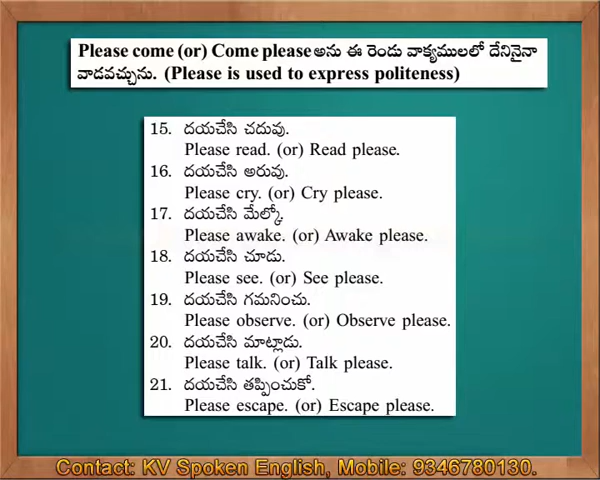 Please come (or) Come please అను ఈ రెండు వాక్యములలో దేనినైనా
వాడవచ్చును. (Please is used to express politeness)
15. దయచేసి చదువు.
Please read. (or) Read please.
16. దయచేసి అరువు.
Please cry. (or) Cry please.
17. దయచేసి మేల్కో.
Please awake. (or) Awake please.
18. దయచేసి చూడు.
Please see. (or) See please.
19. దయచేసి గమనించు.
Please observe. (or) Observe please.
20. దయచేసి మాట్లాడు.
Please talk. (or) Talk please.
21. దయచేసి తప్పించుకో.
Please escape. (or) Escape please.
Contact: KV Spoken English, Mobile: 9346780130.